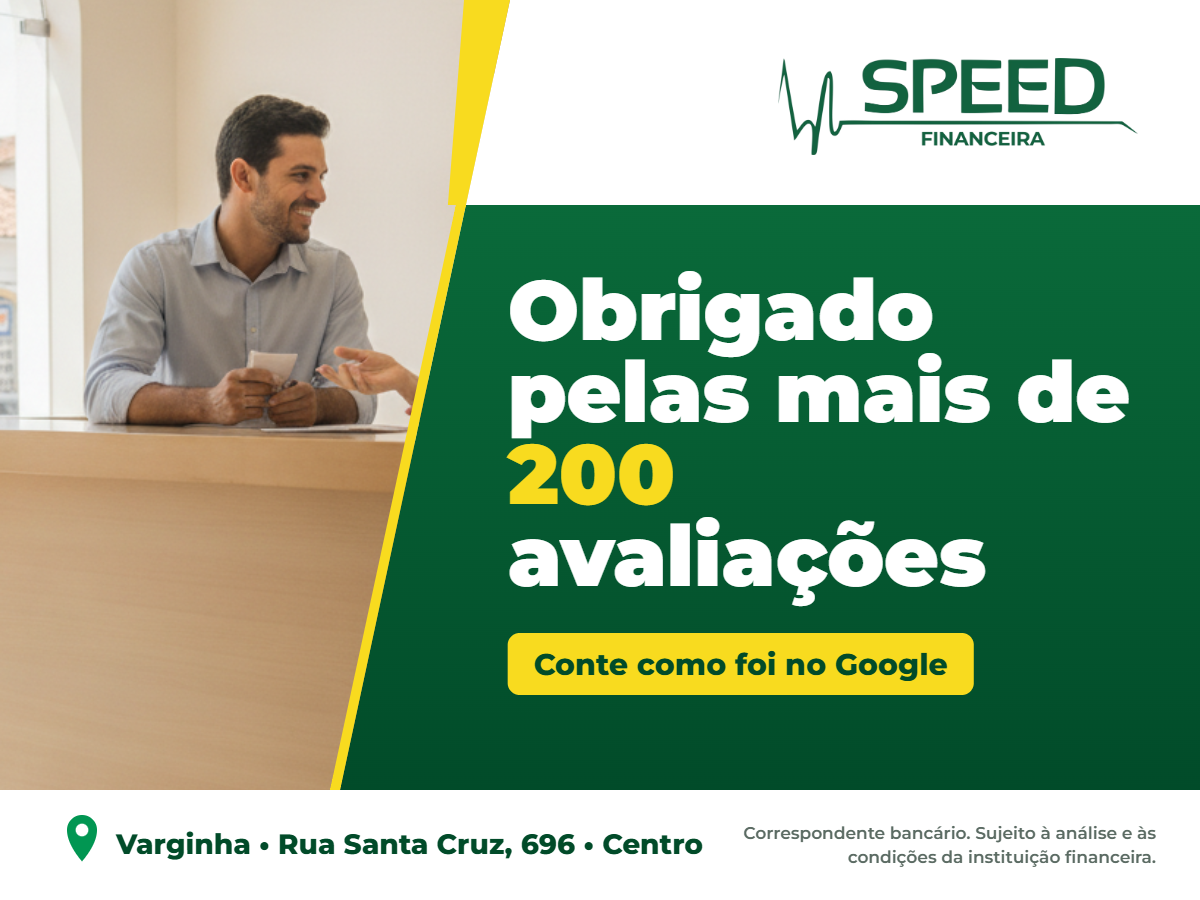 SPEED
FINANCEIRA
Obrigado
pelas mais de
200
avaliações
Conte como foi no Google
Varginha • Rua Santa Cruz, 696 • Centro
Correspondente bancário. Sujeito à análise e às
condições da instituição financeira.